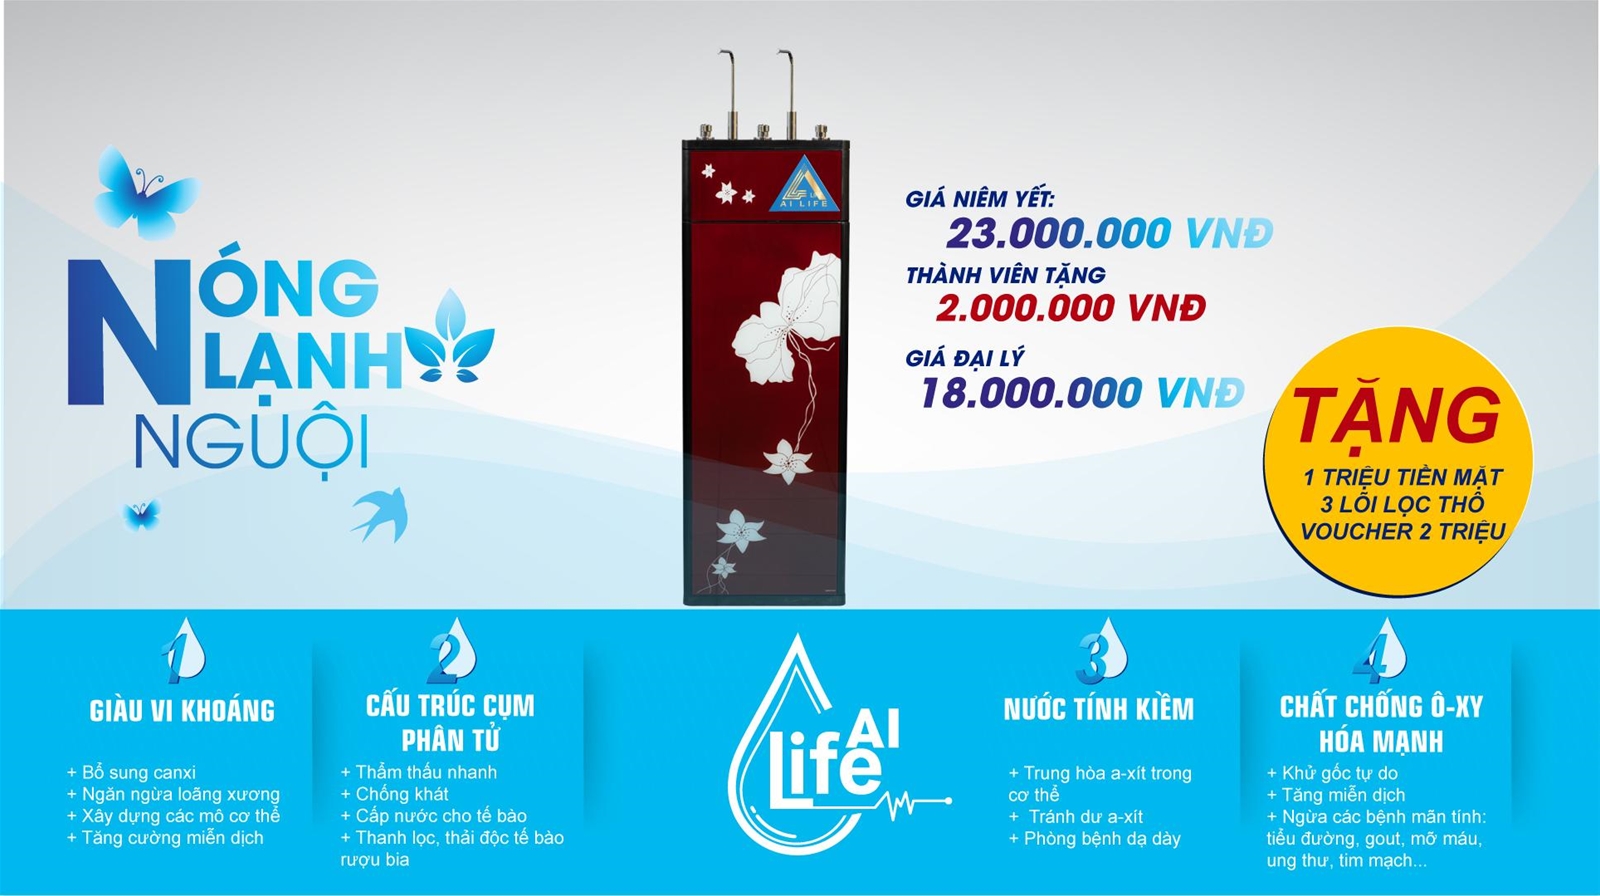 NÓNG
LẠNH
NGUỘI
AI LIFE
GIÁ NIÊM YẾT:
23.000.000 VNĐ
THÀNH VIÊN TẶNG
2.000.000 VNĐ
GIÁ ĐẠI LÝ
18.000.000 VNĐ
TẶNG
1 TRIỆU TIỀN MẶT
3 LÕI LỌC THÔ
VOUCHER 2 TRIỆU
1
GIÀU VI KHOÁNG
+ Bổ sung canxi
+ Ngăn ngừa loãng xương
+ Xây dựng các mô cơ thể
+ Tăng cường miễn dịch
2
CẤU TRÚC CỤM
PHÂN TỬ
+ Thẩm thấu nhanh
+ Chống khát
+ Cấp nước cho tế bào
+ Thanh lọc, thải độc tế bào
rượu bia
AI
Life
3
NƯỚC TÍNH KIỀM
+ Trung hòa a-xít trong
cơ thể
+ Tránh dư a-xít
+ Phòng bệnh dạ dày
4
CHẤT CHỐNG Ô-XY
HÓA MẠNH
+ Khử gốc tự do
+ Tăng miễn dịch
+ Ngừa các bệnh mãn tính:
tiểu đường, gout, mỡ máu,
ung thư, tim mạch...